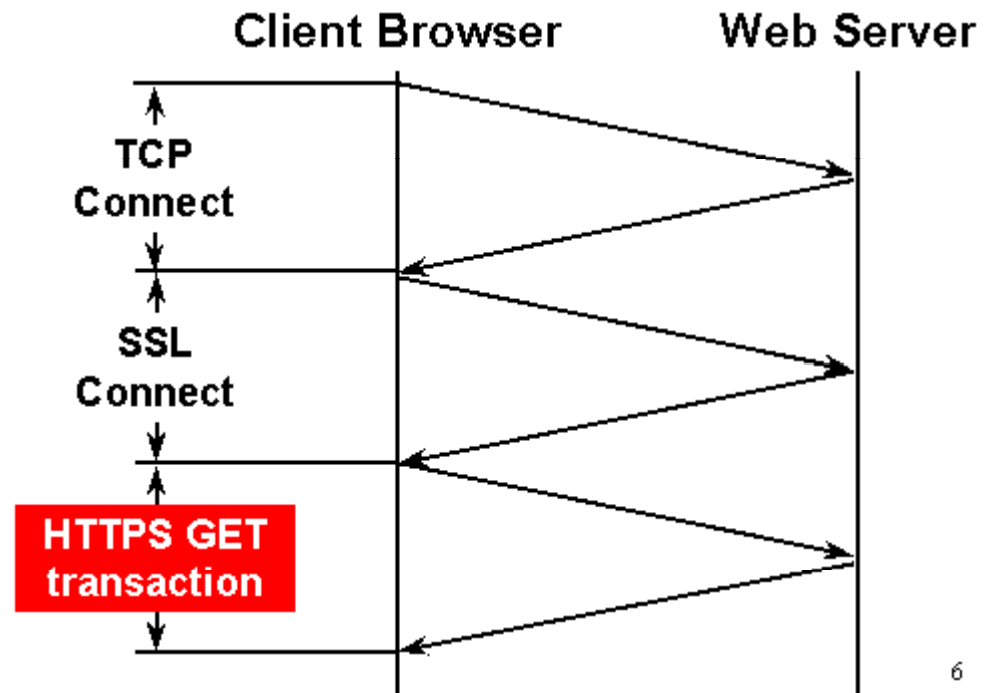 Client Browser
Web Server
TCP
Connect
SSL
Connect
HTTPS GET
transaction
6